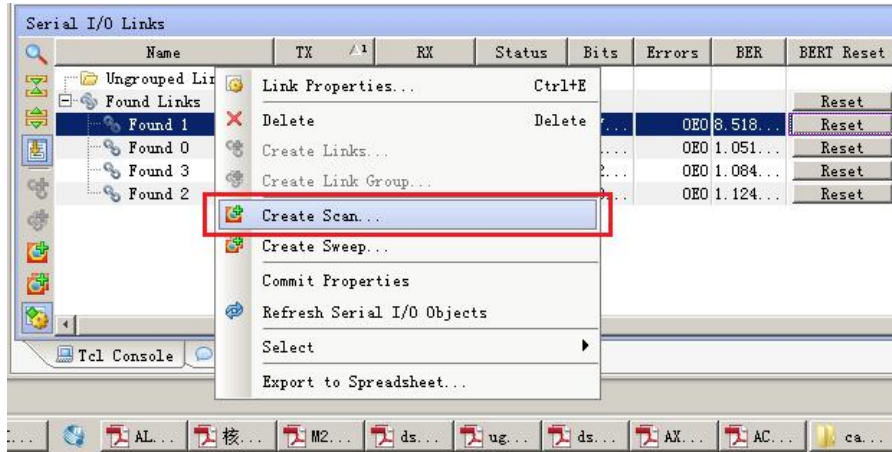 Serial I/O Links
Name TX 1 RX Status Bits Errors BER BERT Reset
Ungrouped Lin
Found Links Reset
Found 1 7... 0E0 8.518... Reset
Found 0 ... 0E0 1.051... Reset
Found 3 2... 0E0 1.084... Reset
Found 2 ... 0E0 1.124... Reset
Link Properties... Ctrl+E
Delete Delete
Create Links...
Create Link Group...
Create Scan...
Create Sweep...
Commit Properties
Refresh Serial I/O Objects
Select
Export to Spreadsheet...
Tcl Console
... AL... 核... M2... ds... ug... ds... AX... AC... ca...